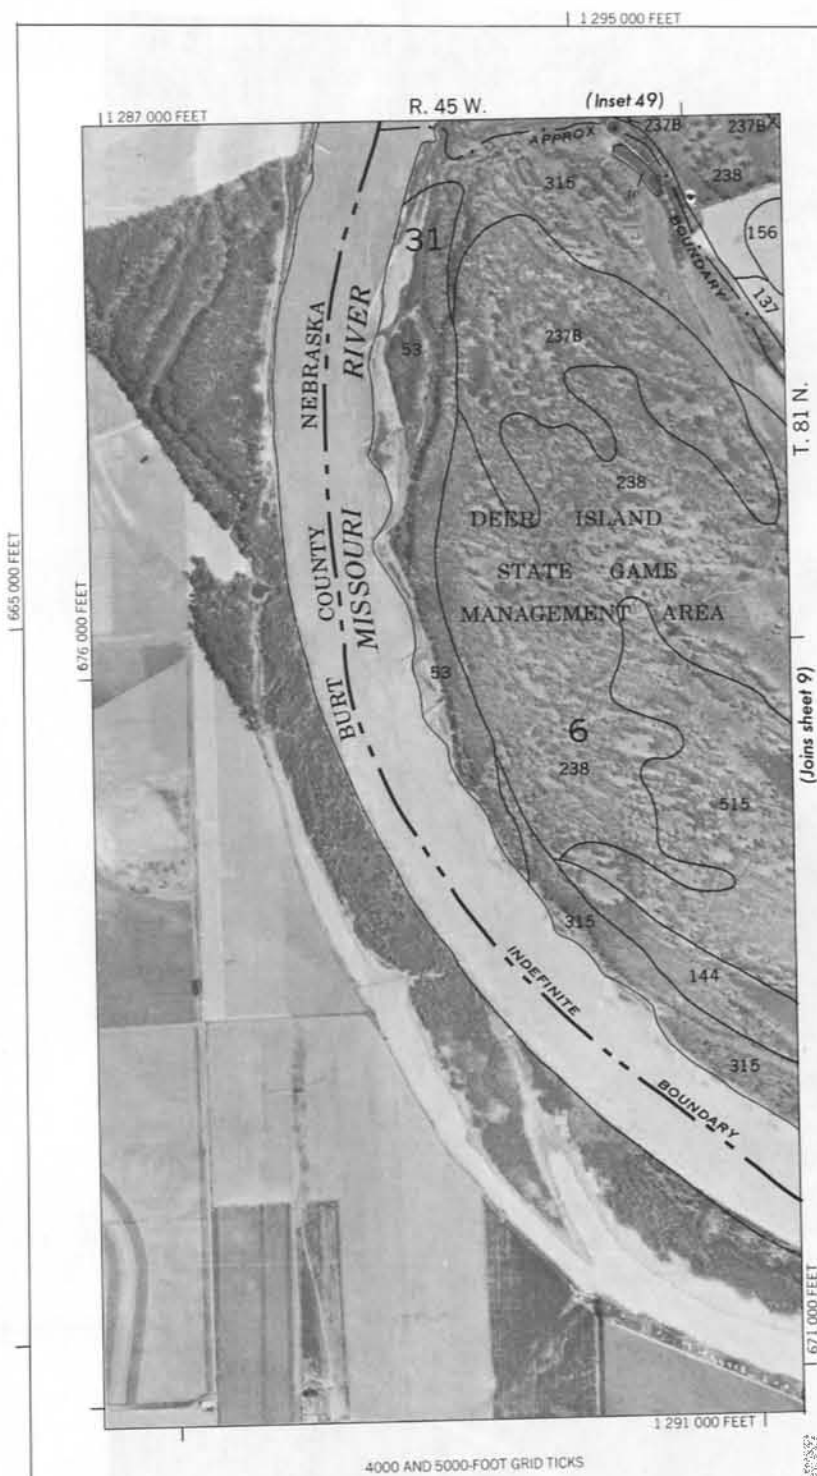 1 295 000 FEET
1 287 000 FEET
R. 45 W.
(Inset 49)
APPROX
BOUNDARY
237B
237B
315
238
156
137
31
NEBRASKA
RIVER
53
237B
T. 81 N.
238
DEER ISLAND
STATE GAME
MANAGEMENT AREA
665 000 FEET
676 000 FEET
COUNTY
MISSOURI
53
BURT
6
238
515
(Joins sheet 9)
315
144
INDEFINITE
BOUNDARY
315
671 000 FEET
1 291 000 FEET
4000 AND 5000-FOOT GRID TICKS